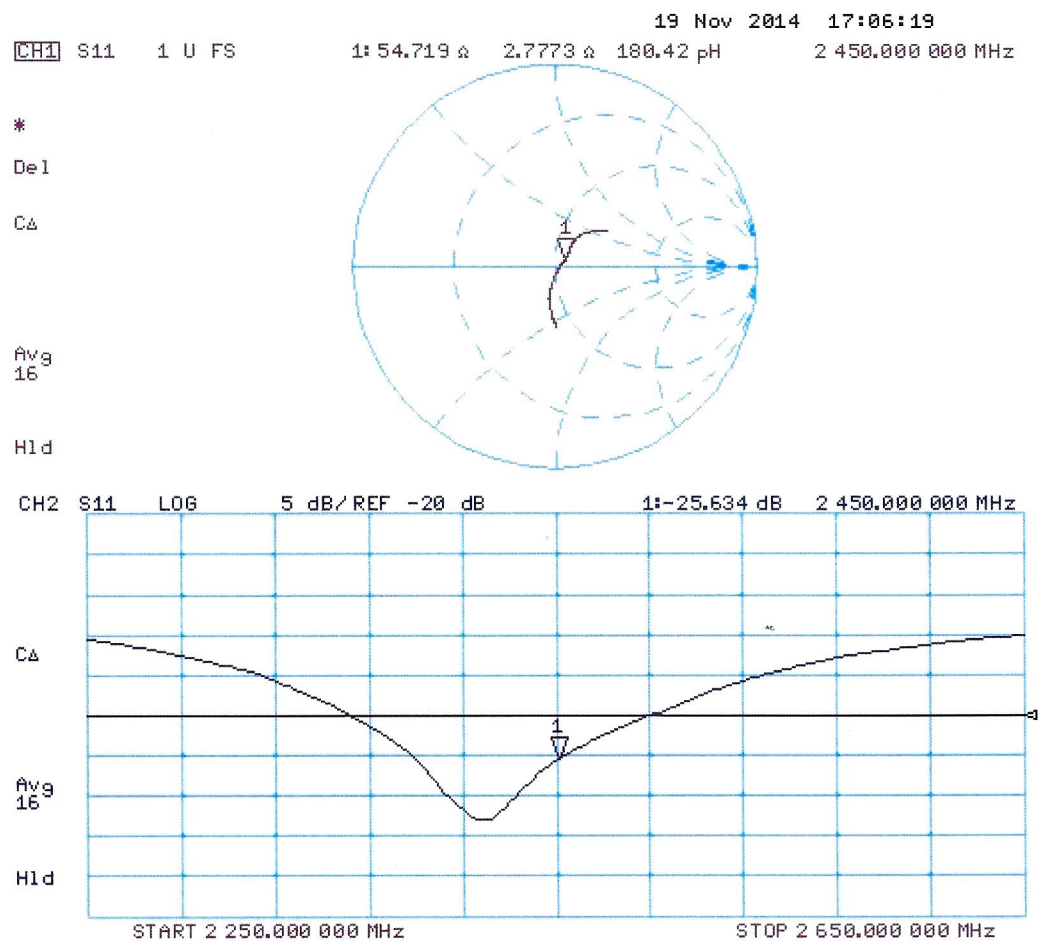 19 Nov 2014 17:06:19
CH1 S11 1 U FS 1: 54.719 Ω 2.7773 Ω 180.42 pH 2 450.000 000 MHz
*
Del
CΔ
1
Avg
16
Hld
CH2 S11 LOG 5 dB/ REF -20 dB 1:-25.634 dB 2 450.000 000 MHz
CΔ
1
Avg
16
Hld
START 2 250.000 000 MHz STOP 2 650.000 000 MHz